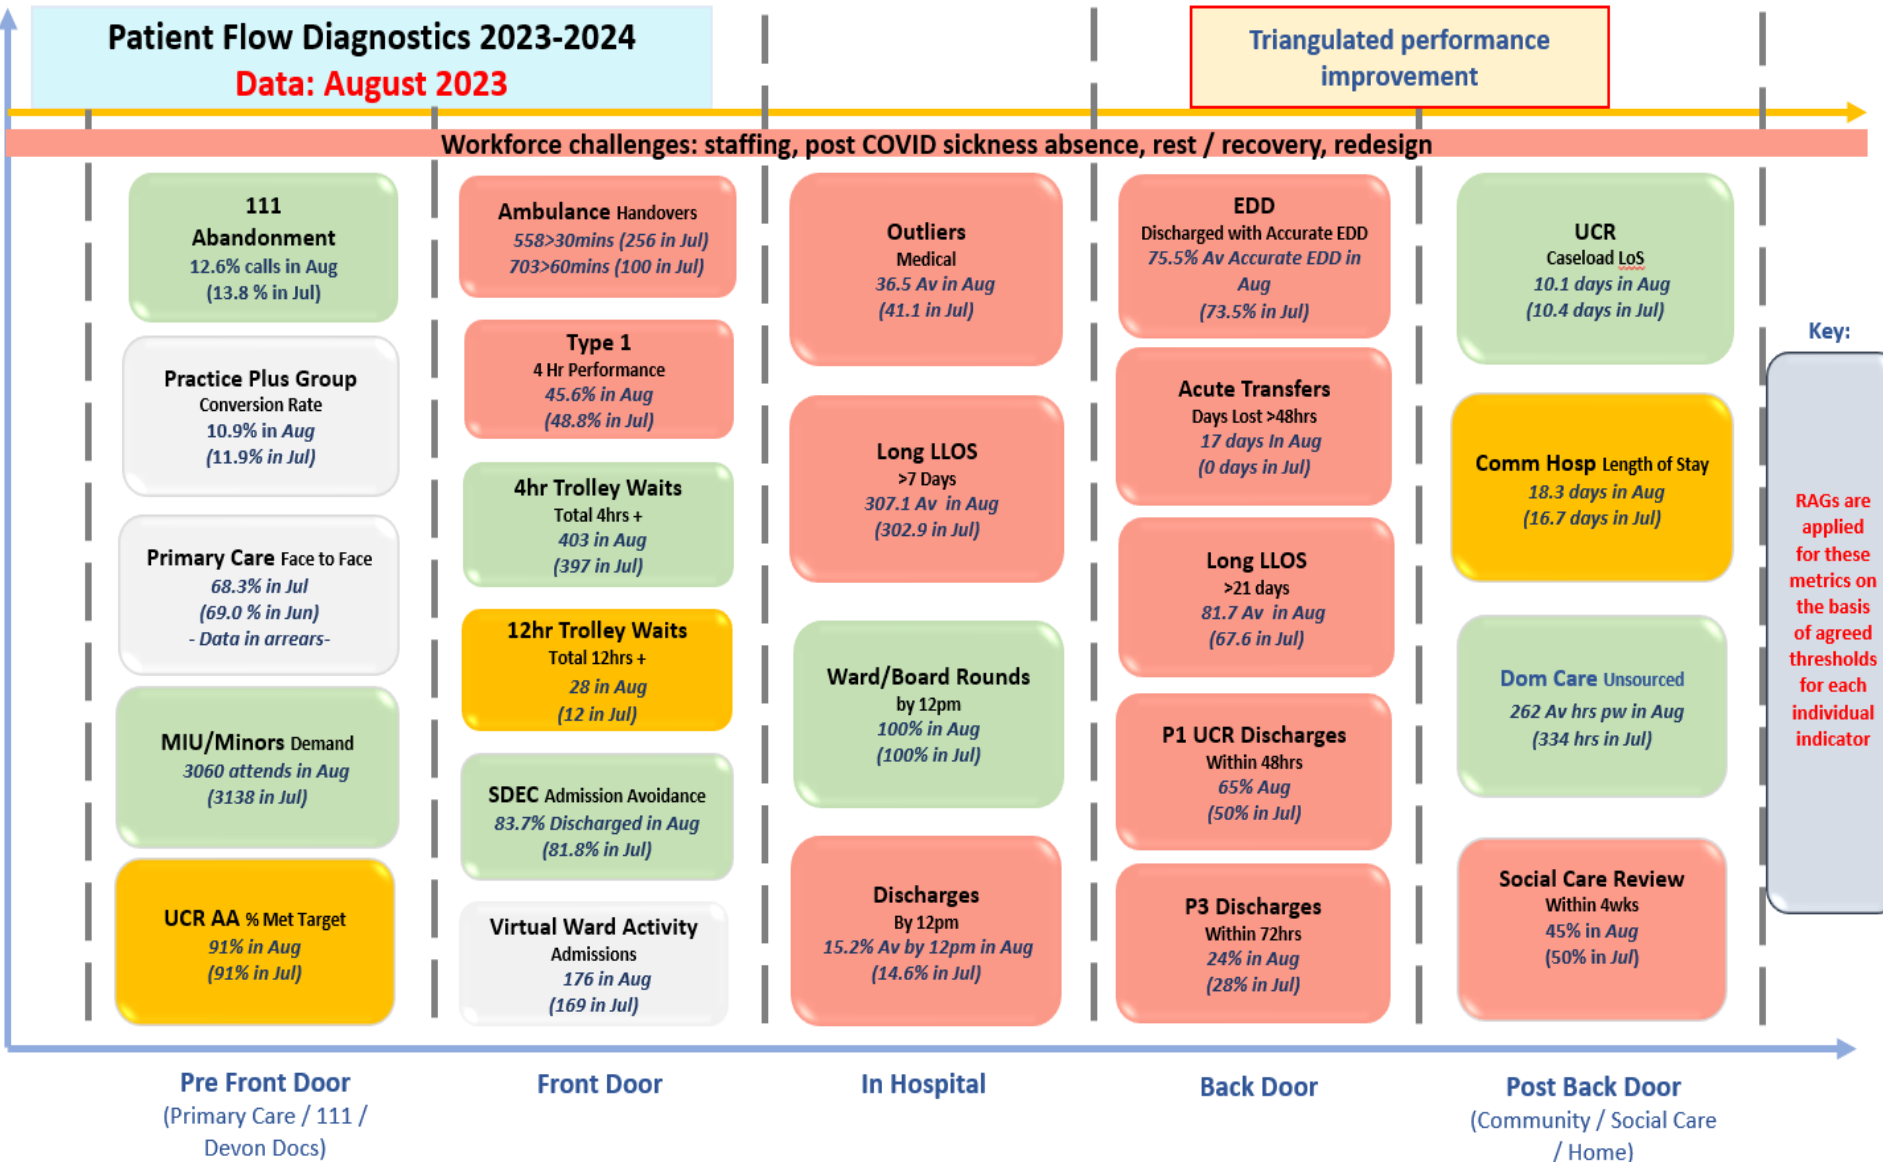 Patient Flow Diagnostics 2023-2024
Data: August 2023
Triangulated performance
improvement
Workforce challenges: staffing, post COVID sickness absence, rest / recovery, redesign
111
Abandonment
12.6% calls in Aug
(13.8 % in Jul)
Practice Plus Group
Conversion Rate
10.9% in Aug
(11.9% in Jul)
Primary Care Face to Face
68.3% in Jul
(69.0 % in Jun)
- Data in arrears-
MIU/Minors Demand
3060 attends in Aug
(3138 in Jul)
UCR AA % Met Target
91% in Aug
(91% in Jul)
Ambulance Handovers
558>30mins (256 in Jul)
703>60mins (100 in Jul)
Type 1
4 Hr Performance
45.6% in Aug
(48.8% in Jul)
4hr Trolley Waits
Total 4hrs +
403 in Aug
(397 in Jul)
12hr Trolley Waits
Total 12hrs +
28 in Aug
(12 in Jul)
SDEC Admission Avoidance
83.7% Discharged in Aug
(81.8% in Jul)
Virtual Ward Activity
Admissions
176 in Aug
(169 in Jul)
Outliers
Medical
36.5 Av in Aug
(41.1 in Jul)
Long LLOS
>7 Days
307.1 Av  in Aug
(302.9 in Jul)
Ward/Board Rounds
by 12pm
100% in Aug
(100% in Jul)
Discharges
By 12pm
15.2% Av by 12pm in Aug
(14.6% in Jul)
EDD
Discharged with Accurate EDD
75.5% Av Accurate EDD in
Aug
(73.5% in Jul)
Acute Transfers
Days Lost >48hrs
17 days In Aug
(0 days in Jul)
Long LLOS
>21 days
81.7 Av  in Aug
(67.6 in Jul)
P1 UCR Discharges
Within 48hrs
65% Aug
(50% in Jul)
P3 Discharges
Within 72hrs
24% in Aug
(28% in Jul)
UCR
Caseload LoS
10.1 days in Aug
(10.4 days in Jul)
Comm Hosp Length of Stay
18.3 days in Aug
(16.7 days in Jul)
Dom Care Unsourced
262 Av hrs pw in Aug
(334 hrs in Jul)
Social Care Review
Within 4wks
45% in Aug
(50% in Jul)
Key:
RAGs are
applied
for these
metrics on
the basis
of agreed
thresholds
for each
individual
indicator
Pre Front Door
(Primary Care / 111 /
Devon Docs)
Front Door
In Hospital
Back Door
Post Back Door
(Community / Social Care
/ Home)